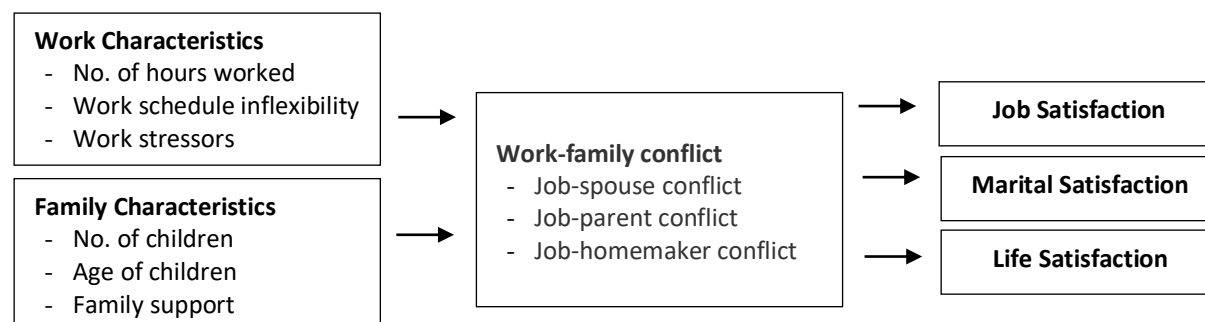 Work Characteristics
- No. of hours worked
- Work schedule inflexibility
- Work stressors
Family Characteristics
- No. of children
- Age of children
- Family support
Work-family conflict
- Job-spouse conflict
- Job-parent conflict
- Job-homemaker conflict
Job Satisfaction
Marital Satisfaction
Life Satisfaction